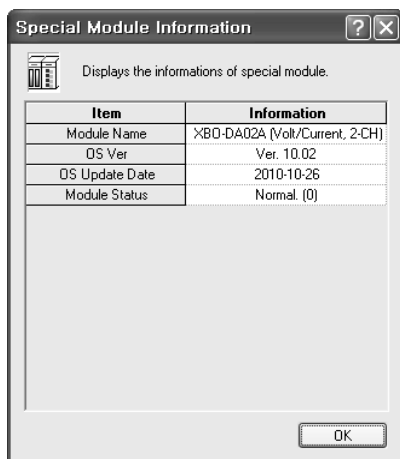 Special Module Information
Displays the informations of special module.
Item Information
Module Name XBO-DA02A (Volt/Current, 2-CH)
OS Ver Ver. 10.02
OS Update Date 2010-10-26
Module Status Normal. (0)
OK